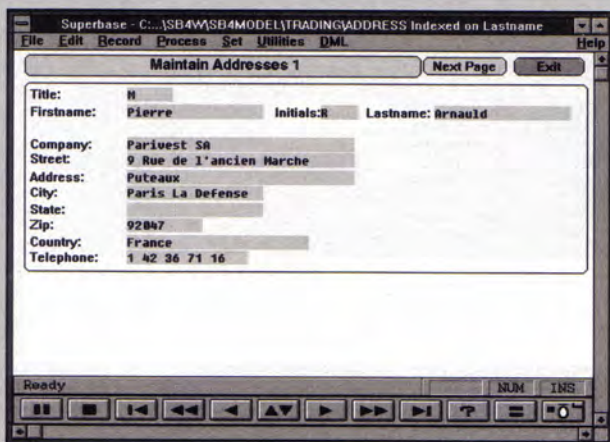 Superbase - C:...\SB4W\SB4MODEL\TRADING\ADDRESS Indexed on Lastname
File Edit Record Process Set Utilities DML Help
Maintain Addresses 1 Next Page Exit
Title: M
Firstname: Pierre Initials:R Lastname: Arnauld
Company: Parivest SA
Street: 9 Rue de l'ancien Marche
Address: Puteaux
City: Paris La Defense
State:
Zip: 92047
Country: France
Telephone: 1 42 36 71 16
Ready NUM INS
?